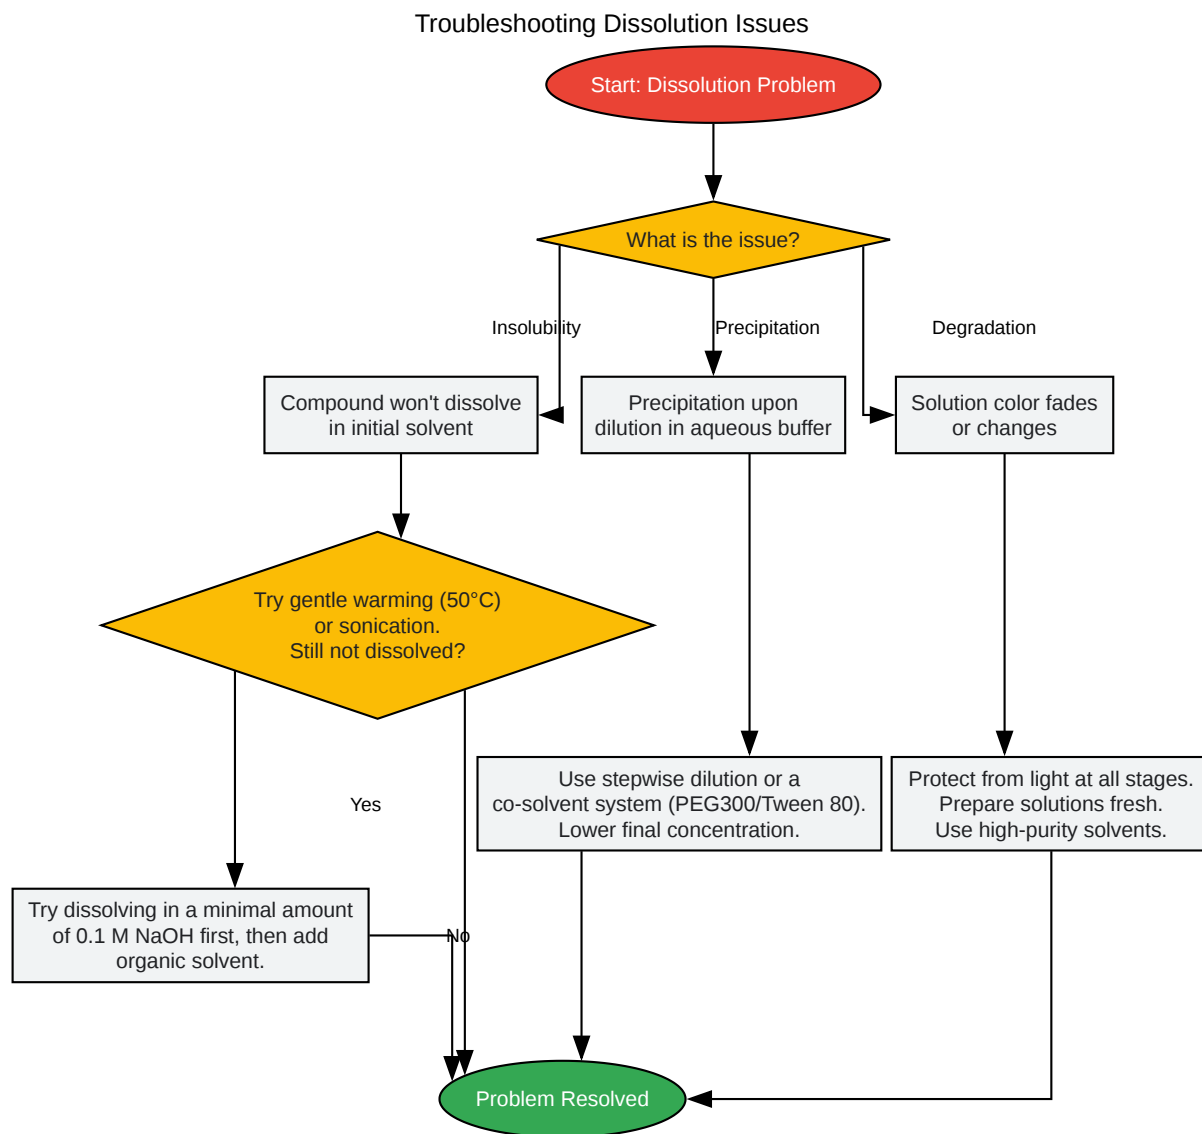 Troubleshooting Dissolution Issues
Start: Dissolution Problem
What is the issue?
Insolubility
Precipitation
Degradation
Compound won't dissolve
in initial solvent
Precipitation upon
dilution in aqueous buffer
Solution color fades
or changes
Try gentle warming (50°C)
or sonication.
Still not dissolved?
Use stepwise dilution or a
co-solvent system (PEG300/Tween 80).
Lower final concentration.
Protect from light at all stages.
Prepare solutions fresh.
Use high-purity solvents.
Yes
Try dissolving in a minimal amount
of 0.1 M NaOH first, then add
organic solvent.
No
Problem Resolved